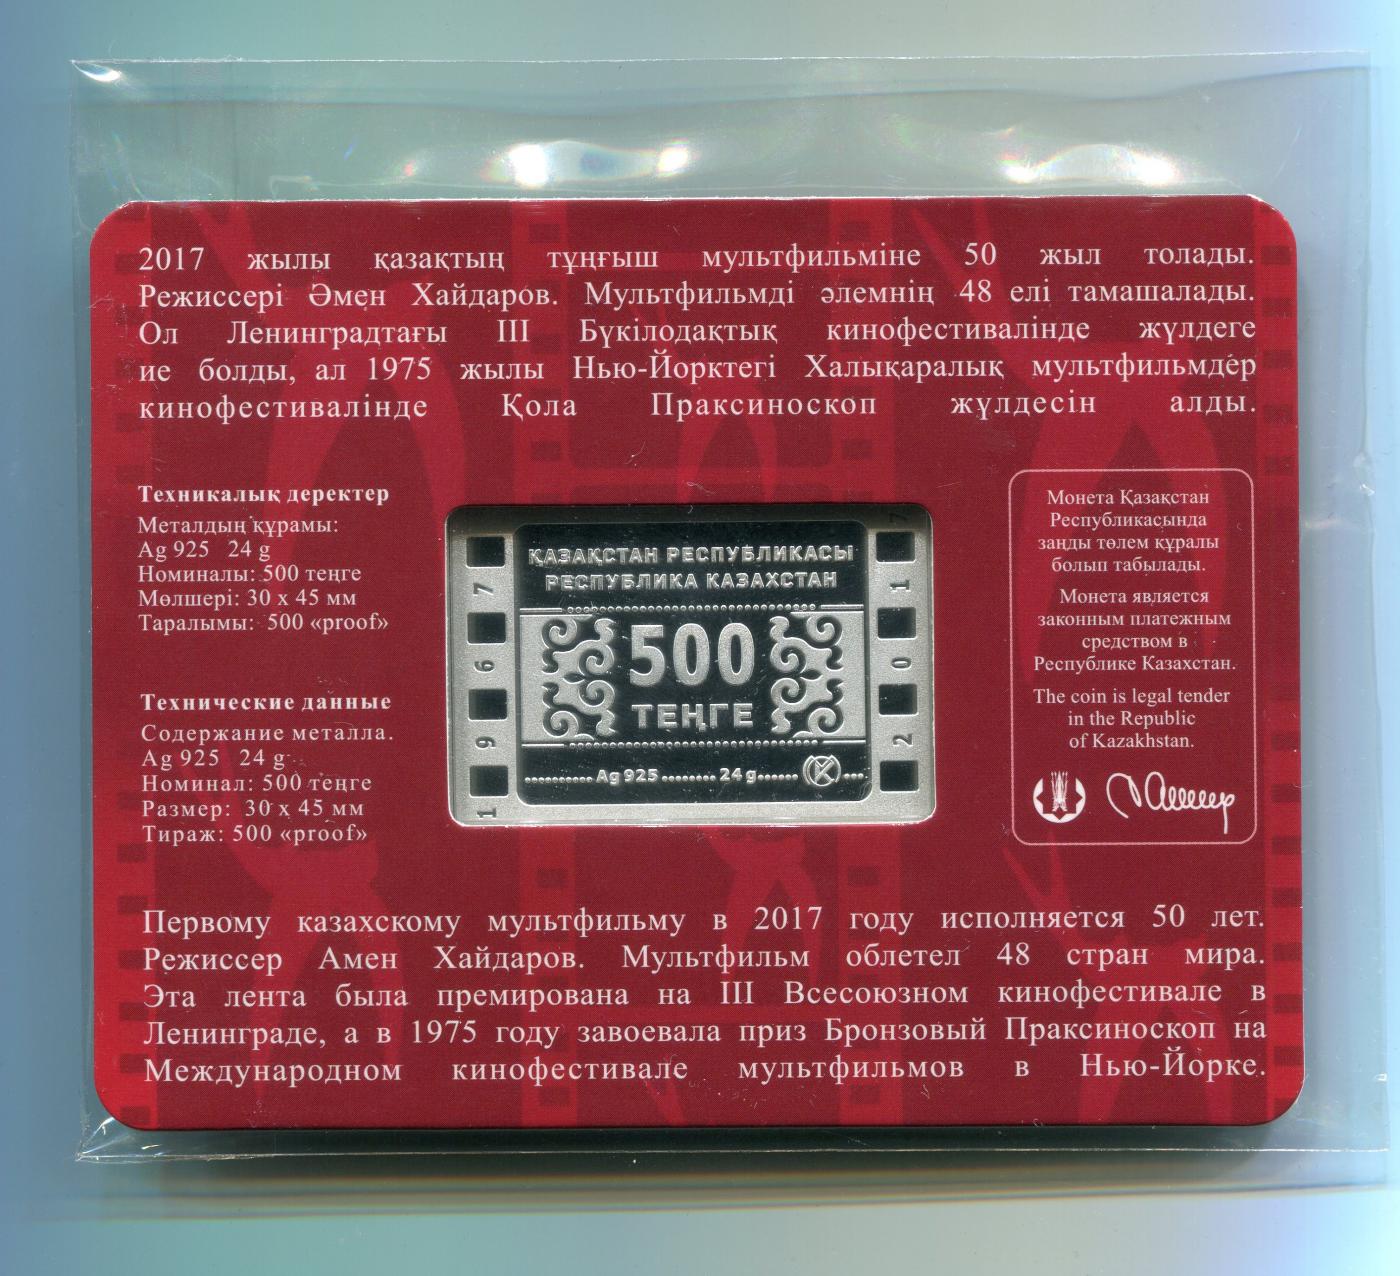 2017 жылы қазақтың тұңғыш мультфильміне 50 жыл толады.
Режиссері Әмен Хайдаров. Мультфильмді әлемнің 48 елі тамашалады.
Ол Ленинградтағы III Бүкілодақтық кинофестивалінде жүлдеге
ие болды, ал 1975 жылы Нью-Йорктегі Халықаралық мультфильмдер
кинофестивалінде Қола Праксиноскоп жүлдесін алды.
Техникалық деректер
Металдың құрамы:
Ag 925 24 g
Номиналы: 500 теңге
Мөлшері: 30 х 45 мм
Таралымы: 500 «proof»
Технические данные
Содержание металла.
Ag 925 24 g
Номинал: 500 теңге
Размер: 30 х 45 мм
Тираж: 500 «proof»
ҚАЗАҚСТАН РЕСПУБЛИКАСЫ
РЕСПУБЛИКА КАЗАХСТАН
500
ТЕҢГЕ
Ag 925 ........ 24 g
1967
2017
Монета Қазақстан
Республикасында
заңды төлем құралы
болып табылады.
Монета является
законным платежным
средством в
Республике Казахстан.
The coin is legal tender
in the Republic
of Kazakhstan.
Первому казахскому мультфильму в 2017 году исполняется 50 лет.
Режиссер Амен Хайдаров. Мультфильм облетел 48 стран мира.
Эта лента была премирована на III Всесоюзном кинофестивале в
Ленинграде, а в 1975 году завоевала приз Бронзовый Праксиноскоп на
Международном кинофестивале мультфильмов в Нью-Йорке.